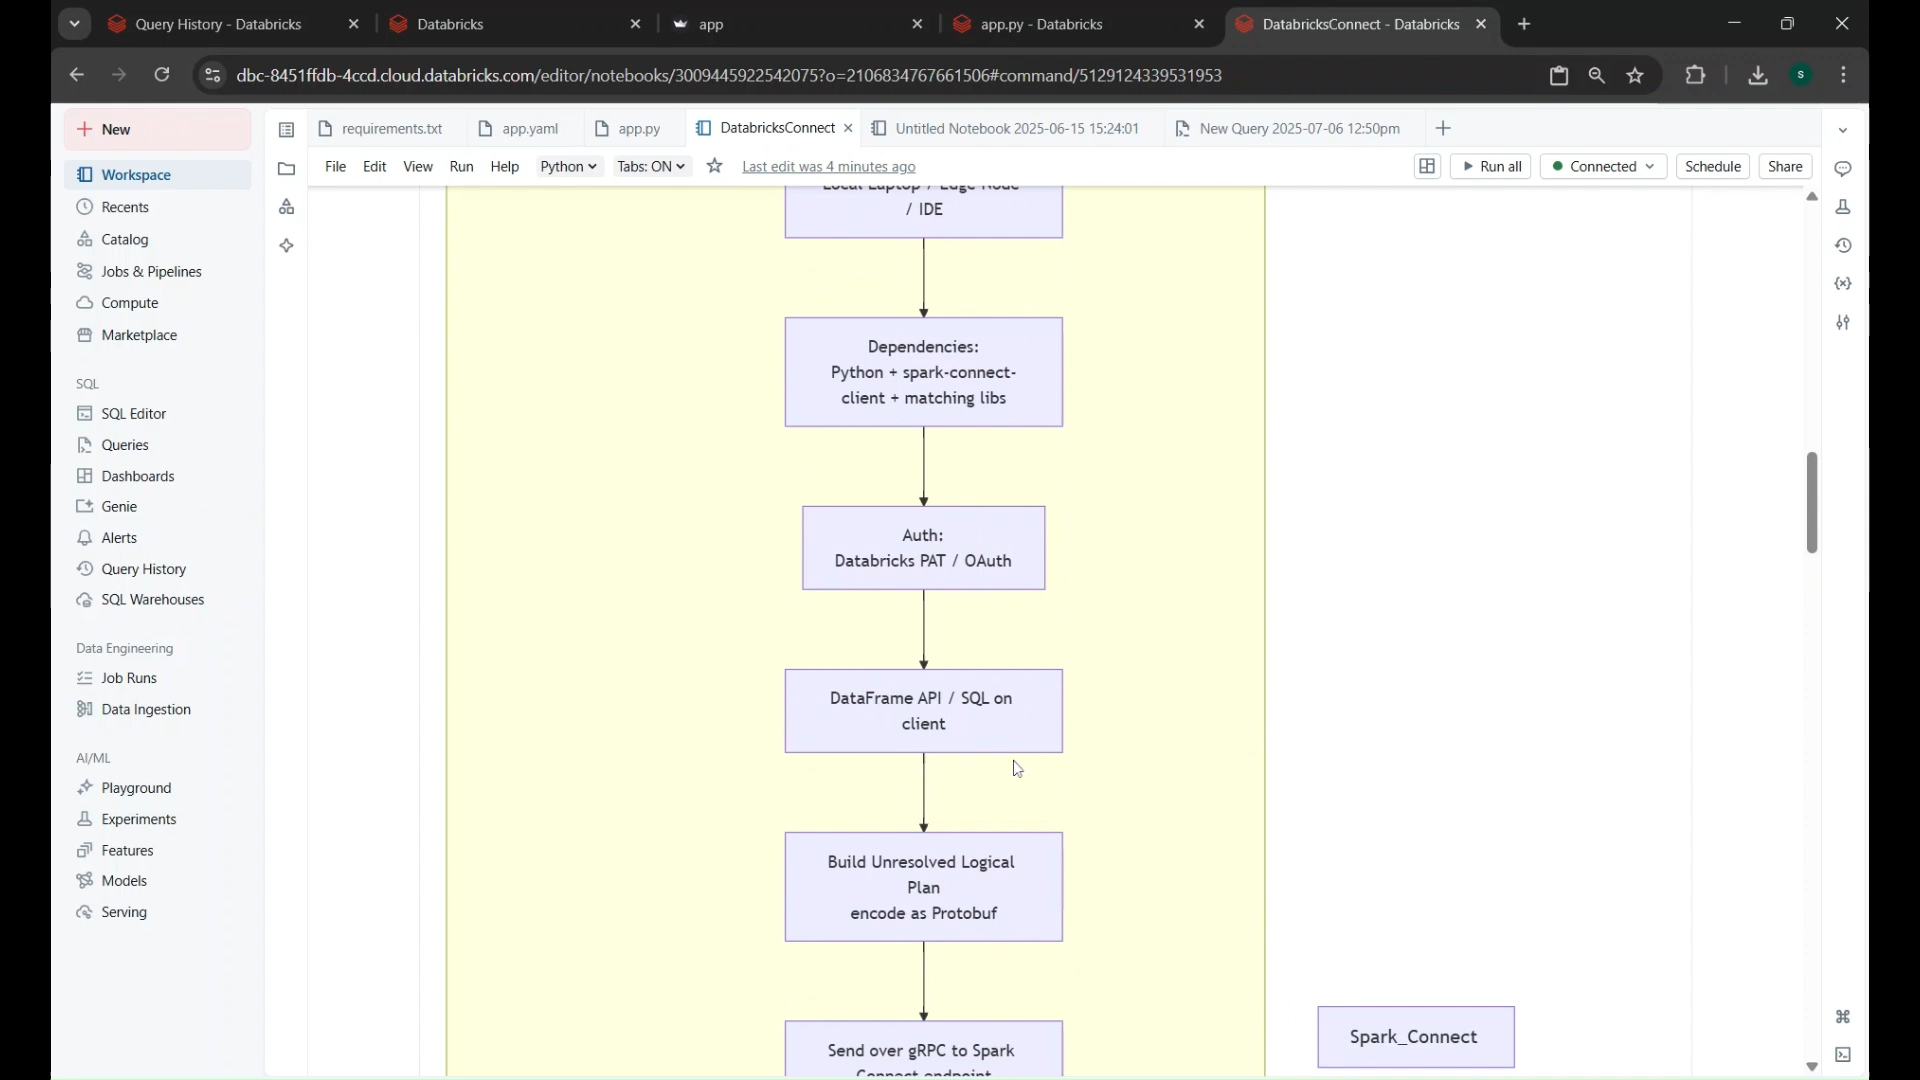 Query History - Databricks
Databricks
app
app.py - Databricks
DatabricksConnect - Databricks
dbc-8451ffdb-4ccd.cloud.databricks.com/editor/notebooks/3009445922542075?o=2106834767661506#command/5129124339531953
S
New
requirements.txt
app.yaml
app.py
DatabricksConnect
Untitled Notebook 2025-06-15 15:24:01
New Query 2025-07-06 12:50pm
File Edit View Run Help Python Tabs: ON Last edit was 4 minutes ago
Run all
Connected
Schedule
Share
Workspace
Recents
Catalog
Jobs & Pipelines
Compute
Marketplace
SQL
SQL Editor
Queries
Dashboards
Genie
Alerts
Query History
SQL Warehouses
Data Engineering
Job Runs
Data Ingestion
AI/ML
Playground
Experiments
Features
Models
Serving
Local Laptop / Edge Node
/ IDE
Dependencies:
Python + spark-connect-
client + matching libs
Auth:
Databricks PAT / OAuth
DataFrame API / SQL on
client
Build Unresolved Logical
Plan
encode as Protobuf
Send over gRPC to Spark
Connect endpoint
Spark_Connect